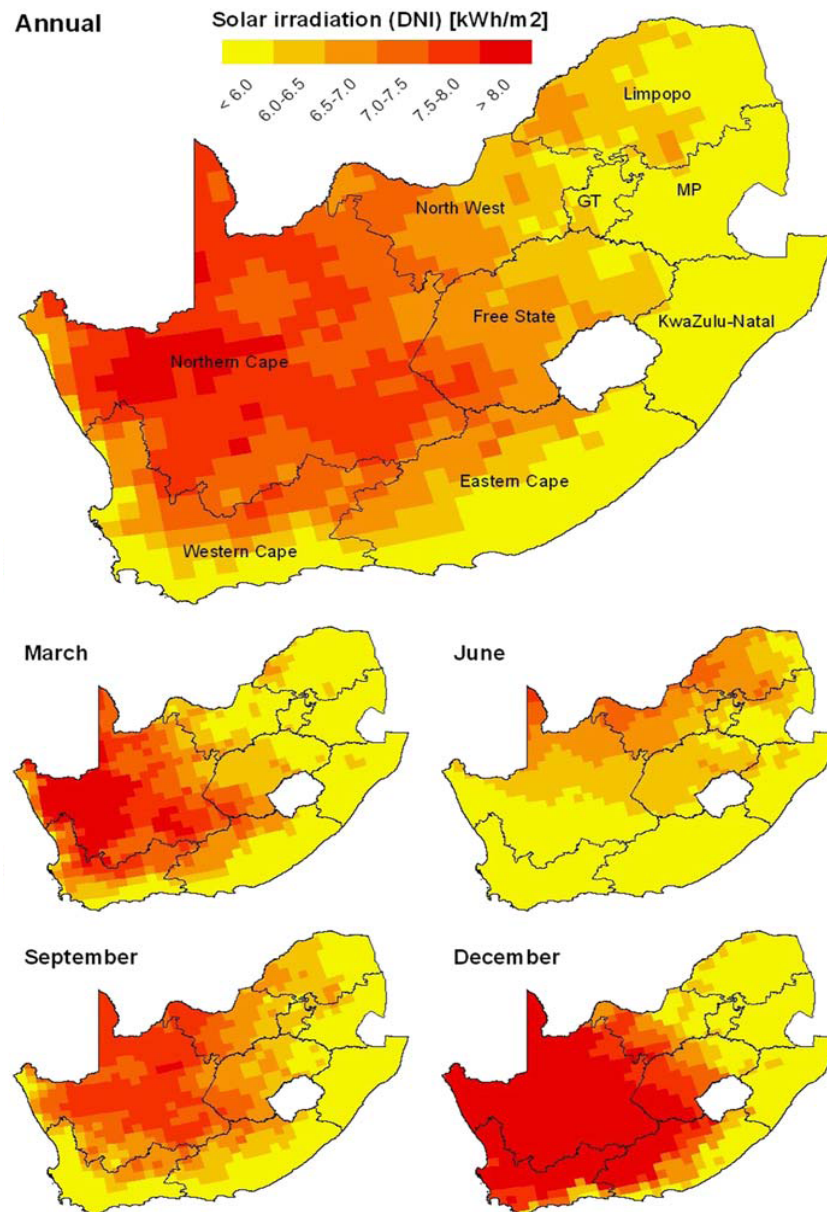 Annual
Solar irradiation (DNI) [kWh/m2]
< 6.0
6.0-6.5
6.5-7.0
7.0-7.5
7.5-8.0
> 8.0
Limpopo
MP
GT
North West
Free State
KwaZulu-Natal
Northern Cape
Eastern Cape
Western Cape
March
June
September
December